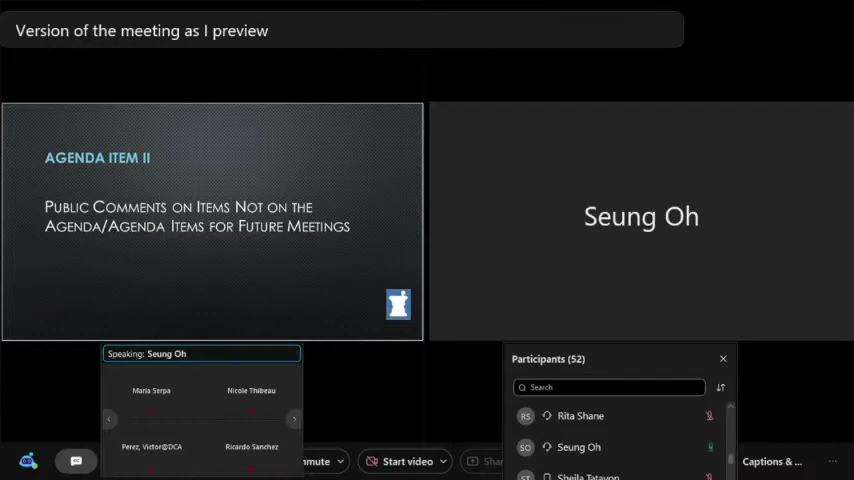 Version of the meeting as I preview
AGENDA ITEM II
PUBLIC COMMENTS ON ITEMS NOT ON THE
AGENDA/AGENDA ITEMS FOR FUTURE MEETINGS
Seung Oh
Speaking: Seung Oh
Maria Serpa
Nicole Thibeau
Perez, Victor@DCA
Ricardo Sanchez
Participants (52)
Search
RS Rita Shane
SO Seung Oh
ST Sheila Tatayon
mute
Start video
Shar
Captions & ...